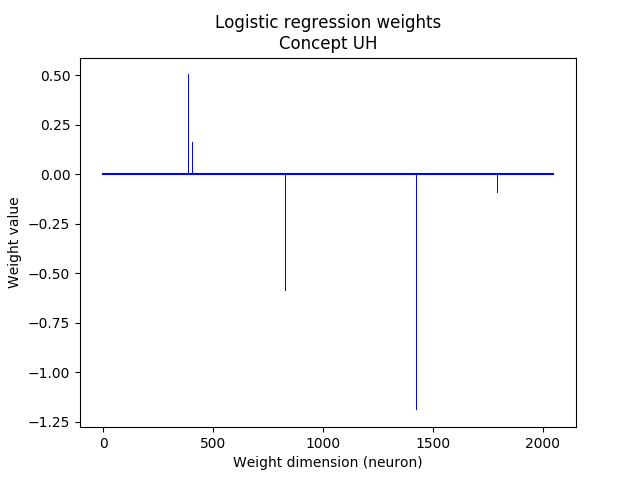 Logistic regression weights
Concept UH
0.50
0.25
0.00
−0.25
−0.50
−0.75
−1.00
−1.25
Weight value
0 500 1000 1500 2000
Weight dimension (neuron)